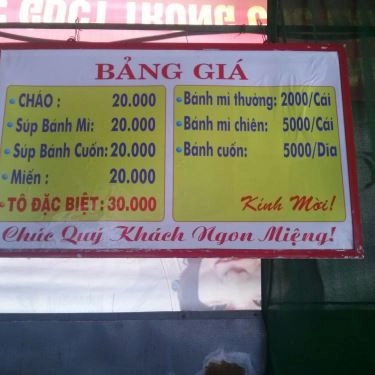 BẢNG GIÁ
CHÁO : 20.000
Súp Bánh Mì: 20.000
Súp Bánh Cuốn: 20.000
Miến : 20.000
TÔ ĐẶC BIỆT: 30.000
Bánh mì thường: 2000/Cái
Bánh mì chiên: 5000/Cái
Bánh cuốn: 5000/Dĩa
Kính Mời!
Chúc Quý Khách Ngon Miệng!